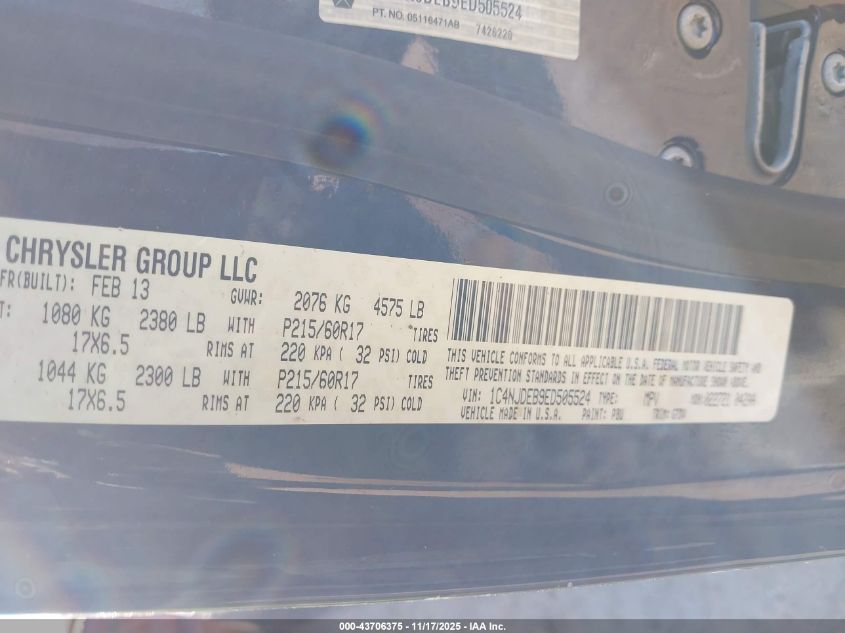 B9ED505524
PT. NO. 05116471AB 7428220
CHRYSLER GROUP LLC
FR(BUILT): FEB 13 GVWR: 2076 KG 4575 LB
T: 1080 KG 2380 LB WITH P215/60R17 TIRES
17X6.5 RIMS AT 220 KPA ( 32 PSI) COLD
1044 KG 2300 LB WITH P215/60R17 TIRES
17X6.5 RIMS AT 220 KPA ( 32 PSI) COLD
THIS VEHICLE CONFORMS TO ALL APPLICABLE U.S.A. FEDERAL MOTOR VEHICLE SAFETY AND
THEFT PREVENTION STANDARDS IN EFFECT ON THE DATE OF MANUFACTURE SHOWN ABOVE.
VIN: 1C4NJDEB9ED505524 TYPE: MPV MDH:
VEHICLE MADE IN U.S.A. PAINT: PBU TRIM:
000-43706375 - 11/17/2025 - IAA Inc.